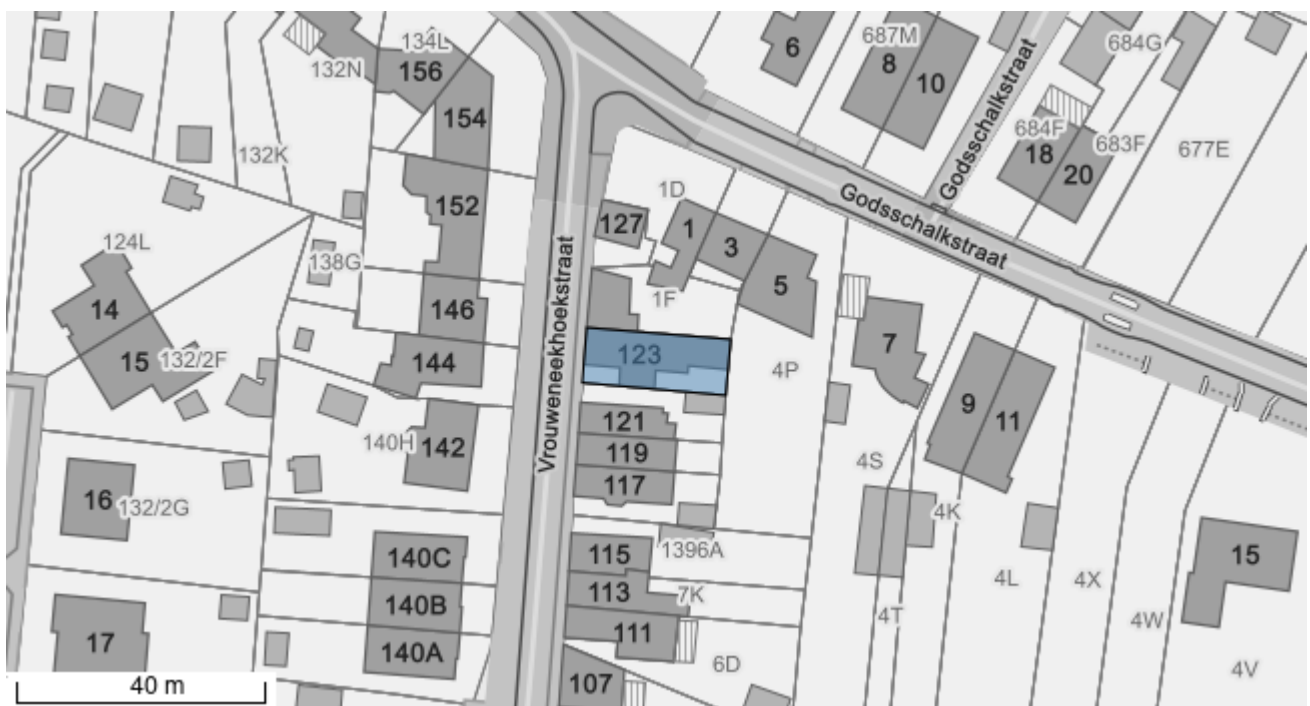 134L
156
132N
6
687M
8
10
684G
Godsschalkstraat
154
132K
684F
18
20
683F
677E
152
1D
127
1
3
Godsschalkstraat
5
124L
138G
14
146
1F
Vrouweneekhoekstraat
15
132/2F
144
123
4P
7
121
9
11
140H
142
119
4S
117
16
132/2G
4K
140C
115
1396A
15
4L
4X
140B
113
7K
4T
4W
17
140A
111
6D
4V
40 m
107